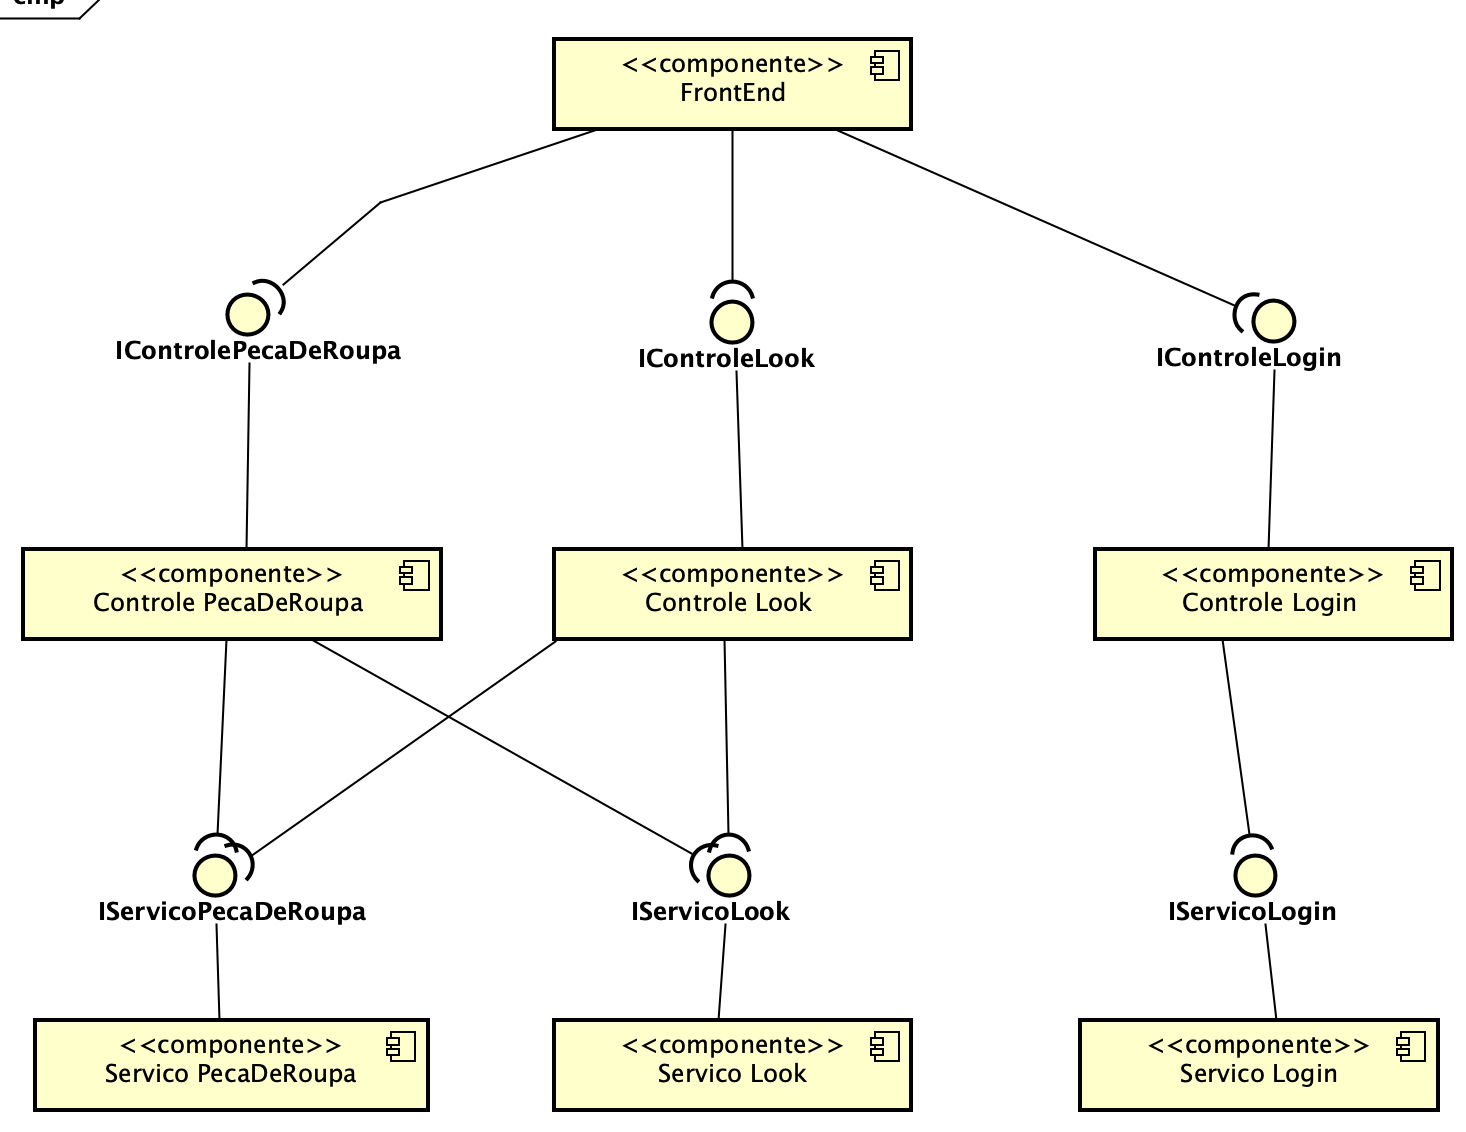 cmp
<<componente>>
FrontEnd
IControlePecaDeRoupa
IControleLook
IControleLogin
<<componente>>
Controle PecaDeRoupa
<<componente>>
Controle Look
<<componente>>
Controle Login
IServicoPecaDeRoupa
IServicoLook
IServicoLogin
<<componente>>
Servico PecaDeRoupa
<<componente>>
Servico Look
<<componente>>
Servico Login